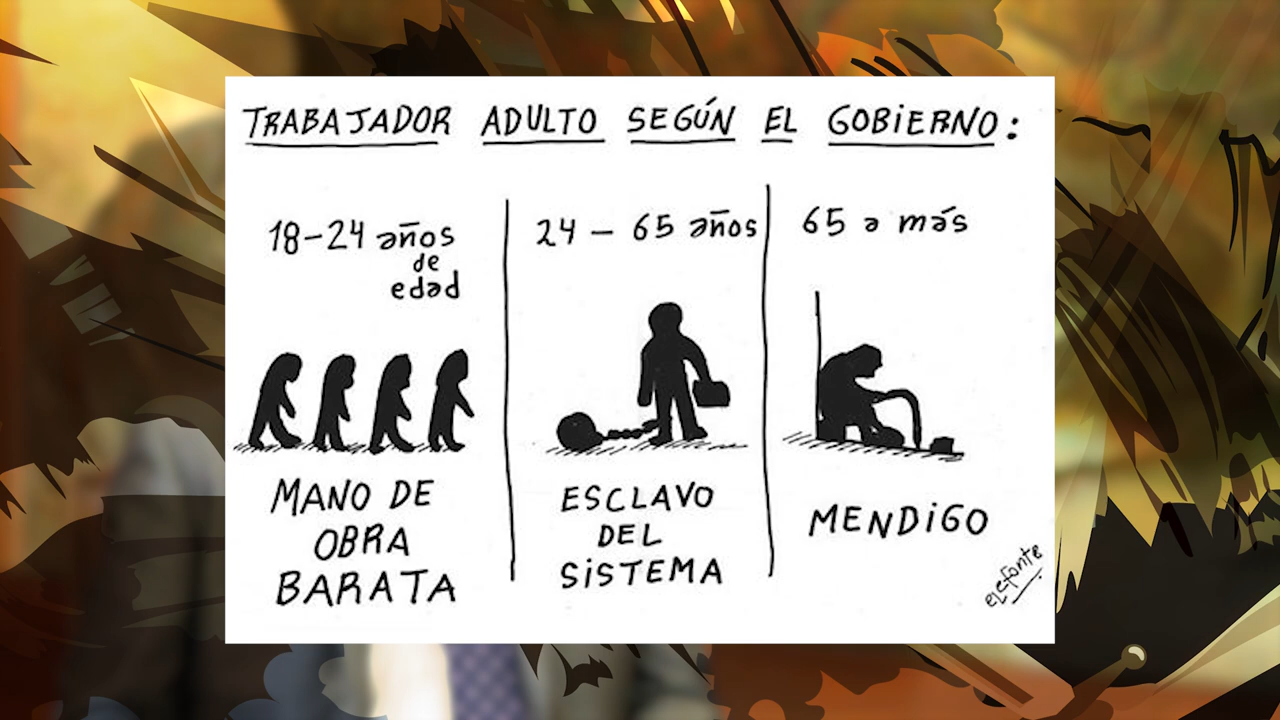 TRABAJADOR ADULTO SEGÚN EL GOBIERNO:
18-24 años
de
edad
MANO DE
OBRA
BARATA
24 - 65 años
ESCLAVO
DEL
SISTEMA
65 a más
MENDIGO
elefante